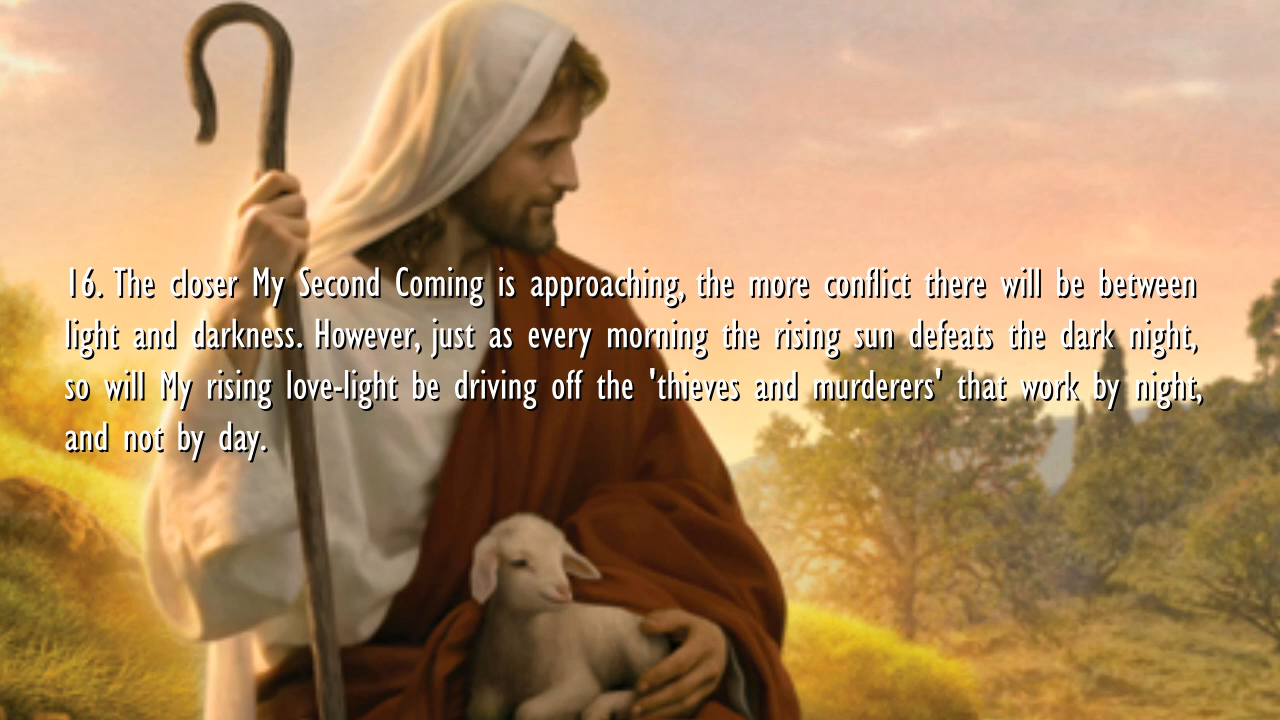 16. The closer My Second Coming is approaching, the more conflict there will be between
light and darkness. However, just as every morning the rising sun defeats the dark night,
so will My rising love-light be driving off the 'thieves and murderers' that work by night,
and not by day.